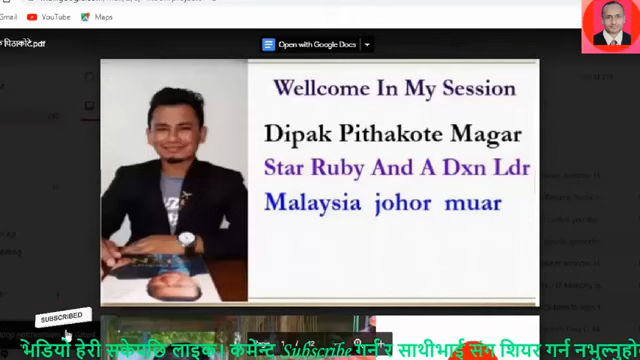 Gmail
YouTube
Maps
पिठाकोटे.pdf
Open with Google Docs
Wellcome In My Session
Dipak Pithakote Magar
Star Ruby And A Dxn Ldr
Malaysia johor muar
SUBSCRIBED
भिडियाँ हेरी सकेपछि लाइक। कमेन्ट Subscribe गर्न र साथीभाई संग शियर गर्न नभुल्नुहो